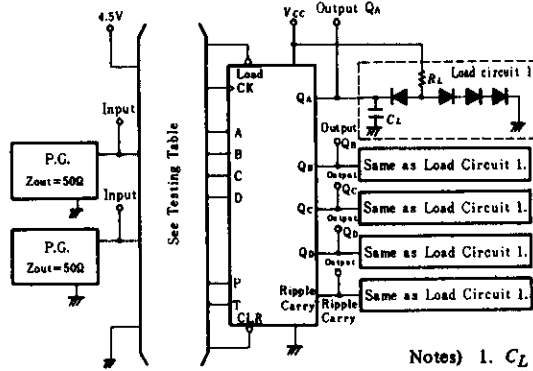 4.5V
Input
P.G.
Zout=50Ω
Input
P.G.
Zout=50Ω
See Testing Table
Load
CK
A
B
C
D
P
T
CLR
VCC
Output QA
RL
Load circuit 1
QA
CL
Output
QB
QB
Same as Load Circuit 1.
Output
QC
QC
Same as Load Circuit 1.
Output
QD
QD
Same as Load Circuit 1.
Output
Ripple
Carry
Ripple
Carry
Same as Load Circuit 1.
Notes) 1. CL